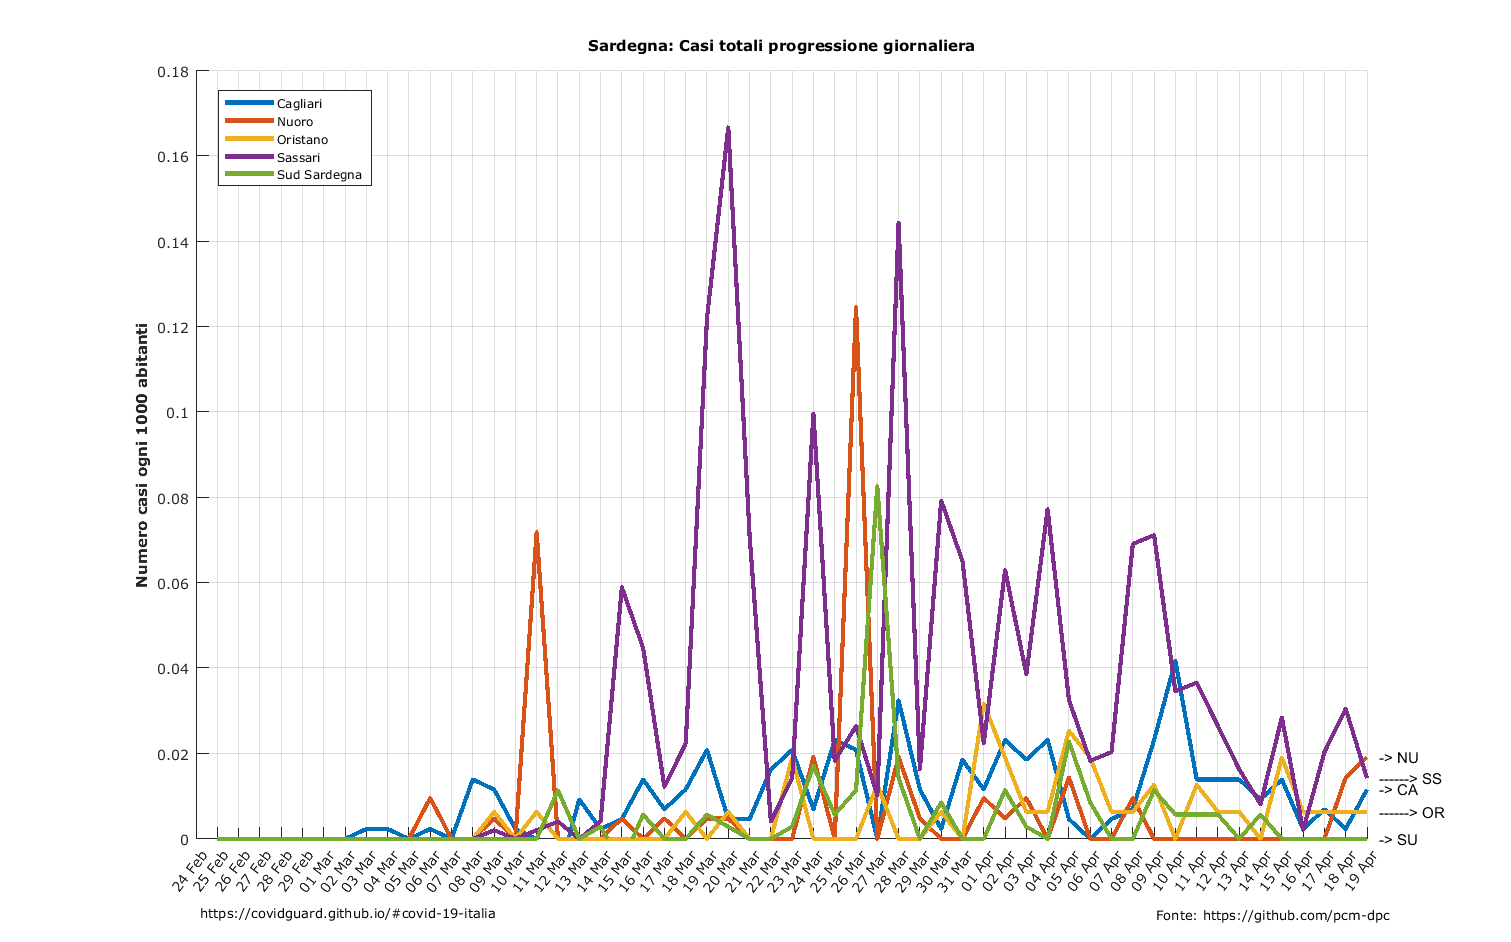 Sardegna: Casi totali progressione giornaliera
Numero casi ogni 1000 abitanti
0.18
0.16
0.14
0.12
0.1
0.08
0.06
0.04
0.02
0
Cagliari
Nuoro
Oristano
Sassari
Sud Sardegna
-> NU
------> SS
-> CA
------> OR
-> SU
24 Feb
25 Feb
26 Feb
27 Feb
28 Feb
29 Feb
01 Mar
02 Mar
03 Mar
04 Mar
05 Mar
06 Mar
07 Mar
08 Mar
09 Mar
10 Mar
11 Mar
12 Mar
13 Mar
14 Mar
15 Mar
16 Mar
17 Mar
18 Mar
19 Mar
20 Mar
21 Mar
22 Mar
23 Mar
24 Mar
25 Mar
26 Mar
27 Mar
28 Mar
29 Mar
30 Mar
31 Mar
01 Apr
02 Apr
03 Apr
04 Apr
05 Apr
06 Apr
07 Apr
08 Apr
09 Apr
10 Apr
11 Apr
12 Apr
13 Apr
14 Apr
15 Apr
16 Apr
17 Apr
18 Apr
19 Apr
https://covidguard.github.io/#covid-19-italia
Fonte: https://github.com/pcm-dpc